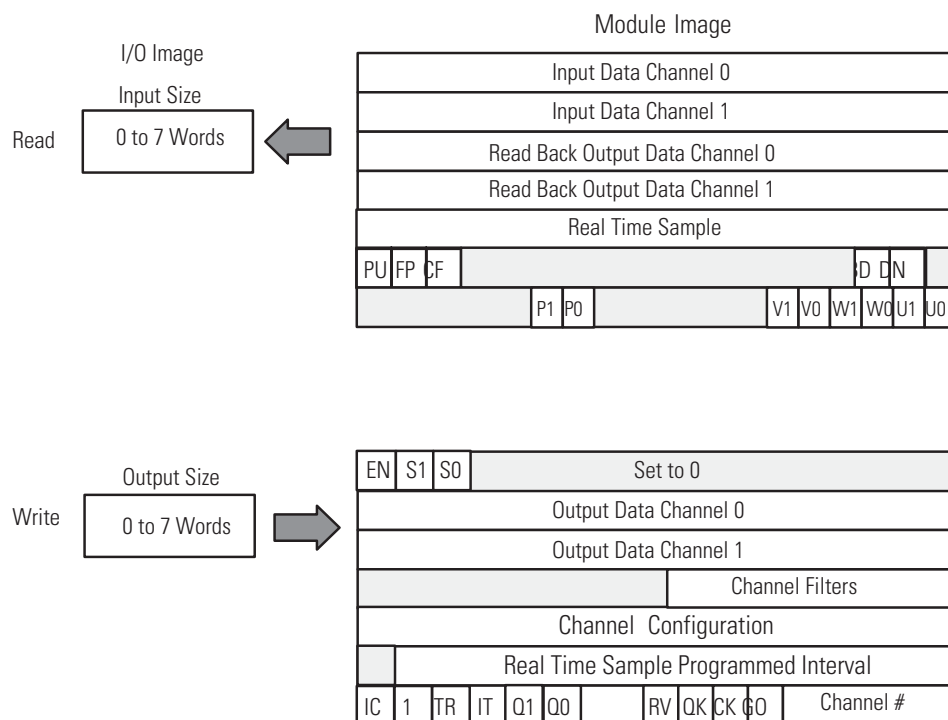 Module Image
I/O Image
Input Size
Read
0 to 7 Words
Input Data Channel 0
Input Data Channel 1
Read Back Output Data Channel 0
Read Back Output Data Channel 1
Real Time Sample
PU FP CF D DN
P1 P0 V1 V0 W1 W0 U1 U0
Output Size
Write
0 to 7 Words
EN S1 S0 Set to 0
Output Data Channel 0
Output Data Channel 1
Channel Filters
Channel Configuration
Real Time Sample Programmed Interval
IC 1 TR IT Q1 Q0 RV QK CK GO Channel #